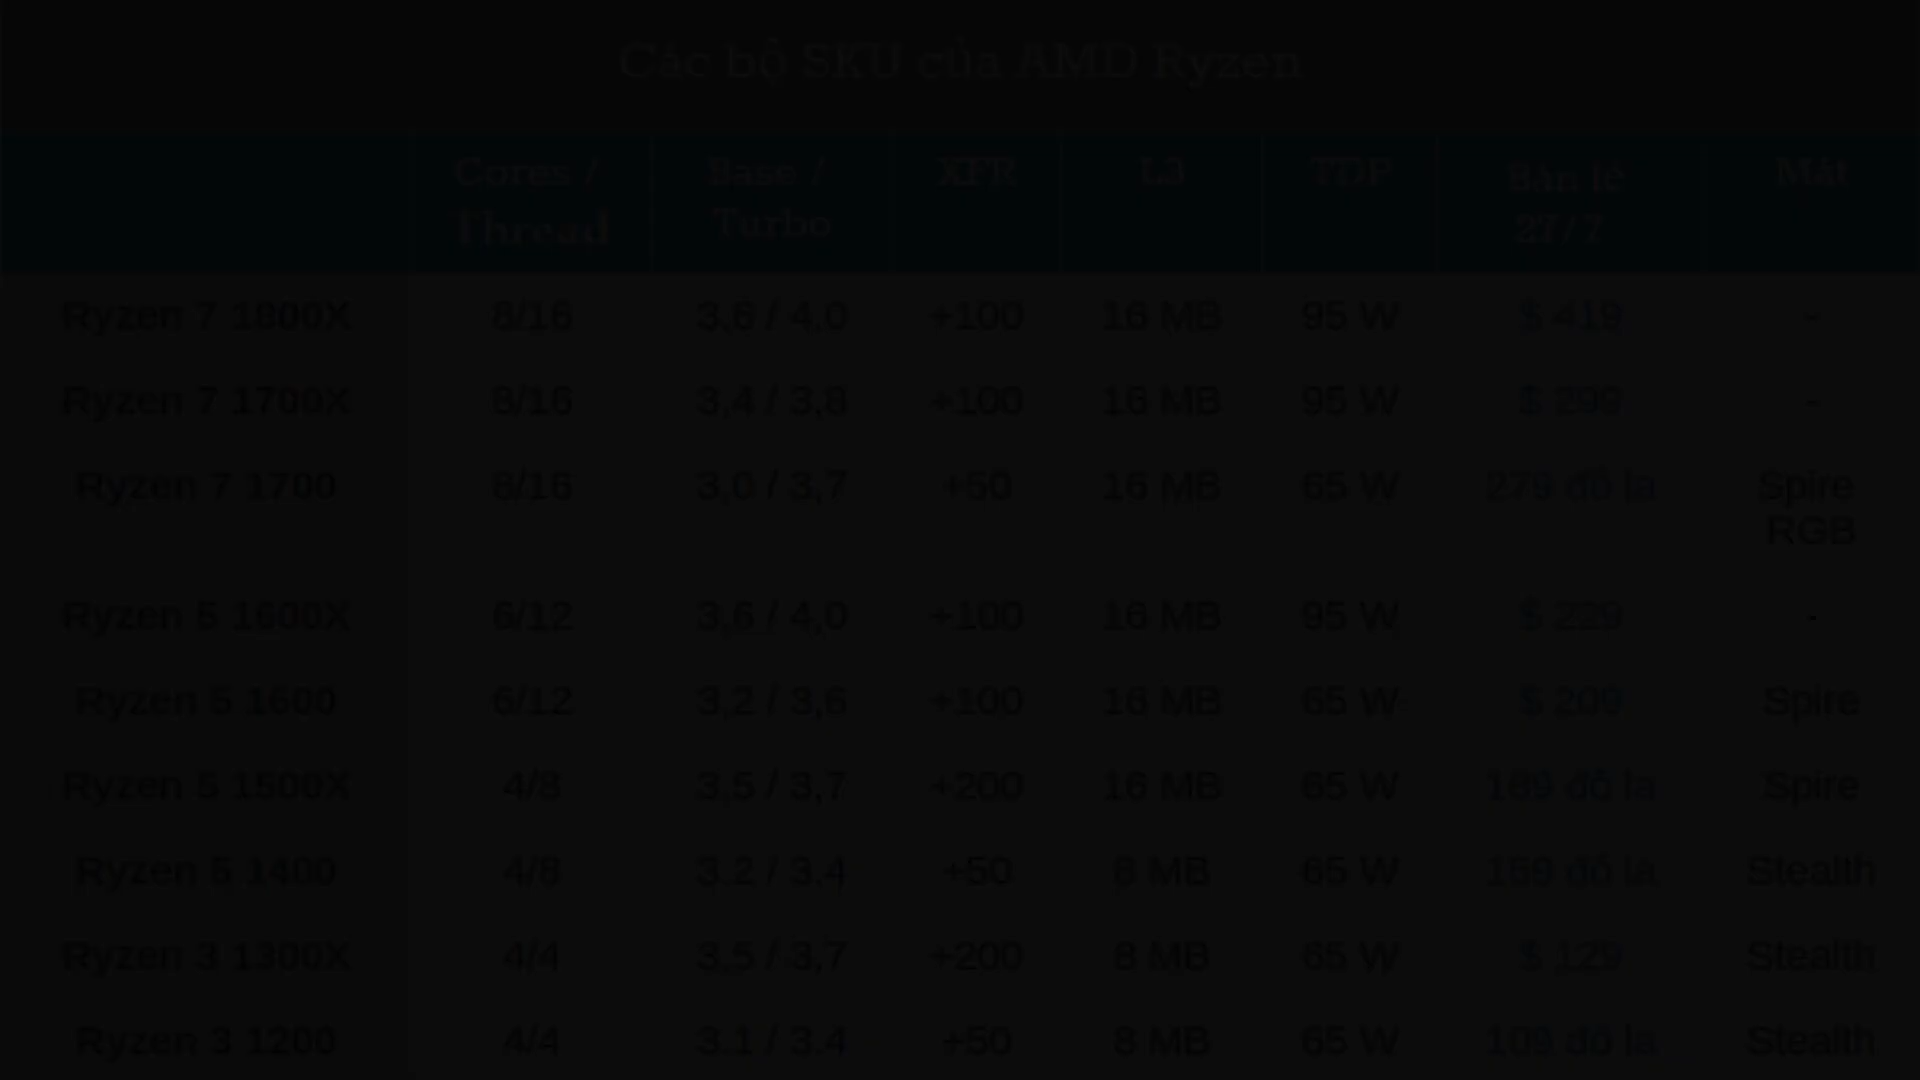 Các bộ SKU của AMD Ryzen
Cores / Thread Base / Turbo XFR L3 TDP Bán lẻ 27/7 Mát
Ryzen 7 1800X 8/16 3,6 / 4,0 +100 16 MB 95 W $ 419 -
Ryzen 7 1700X 8/16 3,4 / 3,8 +100 16 MB 95 W $ 299 -
Ryzen 7 1700 8/16 3,0 / 3,7 +50 16 MB 65 W 279 đô la Spire RGB
Ryzen 5 1600X 6/12 3,6 / 4,0 +100 16 MB 95 W $ 229 -
Ryzen 5 1600 6/12 3,2 / 3,6 +100 16 MB 65 W $ 209 Spire
Ryzen 5 1500X 4/8 3,5 / 3,7 +200 16 MB 65 W 189 đô la Spire
Ryzen 5 1400 4/8 3.2 / 3.4 +50 8 MB 65 W 159 đô la Stealth
Ryzen 3 1300X 4/4 3,5 / 3,7 +200 8 MB 65 W $ 129 Stealth
Ryzen 3 1200 4/4 3.1 / 3.4 +50 8 MB 65 W 109 đô la Stealth